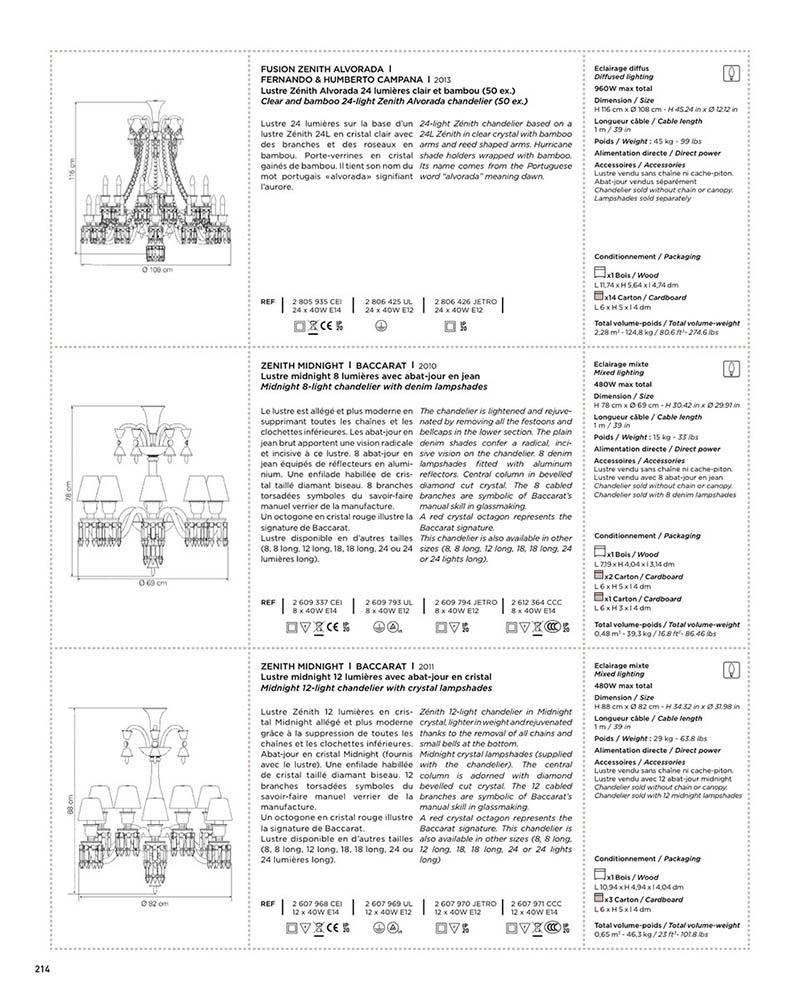 FUSION ZENITH ALVORADA I
FERNANDO & HUMBERTO CAMPANA I 2013
Lustre Zénith Alvorada 24 lumières clair et bambou (50 ex.)
Clear and bamboo 24-light Zenith Alvorada chandelier (50 ex.)
Lustre 24 lumières sur la base d'un
lustre Zénith 24L en cristal clair avec
des branches et des roseaux en
bambou. Porte-verrines en cristal
gainés de bambou. Il tient son nom du
mot portugais «alvorada» signifiant
l'aurore.
24-light Zénith chandelier based on a
24L Zénith in clear crystal with bamboo
arms and reed shaped arms. Hurricane
shade holders wrapped with bamboo.
Its name comes from the Portuguese
word "alvorada" meaning dawn.
116 cm
Ø 108 cm
REF
2 805 935 CEI
24 x 40W E14
2 806 425 UL
24 x 40W E12
2 806 426 JETRO
24 x 40W E12
CE IP 20
IP 20
Eclairage diffus
Diffused lighting
960W max total
Dimension / Size
H 116 cm x Ø 108 cm - H 45.24 in x Ø 12.12 in
Longueur câble / Cable length
1 m / 39 in
Poids / Weight : 45 kg - 99 lbs
Alimentation directe / Direct power
Accessoires / Accessories
Lustre vendu sans chaîne ni cache-piton.
Abat-jour vendus séparément
Chandelier sold without chain or canopy.
Lampshades sold separately
Conditionnement / Packaging
x1 Bois / Wood
L 11,74 x H 5,64 x l 4,74 dm
x14 Carton / Cardboard
L 6 x H 5 x l 4 dm
Total volume-poids / Total volume-weight
2,28 m³ - 124,8 kg / 80.6 ft³- 274.6 lbs
ZENITH MIDNIGHT I BACCARAT I 2010
Lustre midnight 8 lumières avec abat-jour en jean
Midnight 8-light chandelier with denim lampshades
Le lustre est allégé et plus moderne en
supprimant toutes les chaînes et les
clochettes inférieures. Les abat-jour en
jean brut apportent une vision radicale
et incisive à ce lustre. 8 abat-jour en
jean équipés de réflecteurs en alumi-
nium. Une enfilade habillée de cris-
tal taillé diamant biseau. 8 branches
torsadées symboles du savoir-faire
manuel verrier de la manufacture.
Un octogone en cristal rouge illustre la
signature de Baccarat.
Lustre disponible en d'autres tailles
(8, 8 long, 12 long, 18, 18 long, 24 ou 24
lumières long).
The chandelier is lightened and rejuve-
nated by removing all the festoons and
bellcaps in the lower section. The plain
denim shades confer a radical, inci-
sive vision on the chandelier. 8 denim
lampshades fitted with aluminum
reflectors. Central column in bevelled
diamond cut crystal. The 8 cabled
branches are symbolic of Baccarat's
manual skill in glassmaking.
A red crystal octagon represents the
Baccarat signature.
This chandelier is also available in other
sizes (8, 8 long, 12 long, 18, 18 long, 24
or 24 lights long).
78 cm
Ø 69 cm
REF
2 609 337 CEI
8 x 40W E14
2 609 793 UL
8 x 40W E12
2 609 794 JETRO
8 x 40W E12
2 612 364 CCC
8 x 40W E14
CE IP 20
IP 20
IP 20
Eclairage mixte
Mixed lighting
480W max total
Dimension / Size
H 78 cm x Ø 69 cm - H 30.42 in x Ø 29.91 in
Longueur câble / Cable length
1 m / 39 in
Poids / Weight : 15 kg - 33 lbs
Alimentation directe / Direct power
Accessoires / Accessories
Lustre vendu sans chaîne ni cache-piton.
Lustre vendu avec 8 abat-jour en jean
Chandelier sold without chain or canopy.
Chandelier sold with 8 denim lampshades
Conditionnement / Packaging
x1 Bois / Wood
L 7,19 x H 4,04 x l 3,14 dm
x2 Carton / Cardboard
L 6 x H 5 x l 4 dm
x1 Carton / Cardboard
L 6 x H 3 x l 4 dm
Total volume-poids / Total volume-weight
0,48 m³ - 39,3 kg / 16.8 ft³- 86.46 lbs
ZENITH MIDNIGHT I BACCARAT I 2011
Lustre midnight 12 lumières avec abat-jour en cristal
Midnight 12-light chandelier with crystal lampshades
Lustre Zénith 12 lumières en cris-
tal Midnight allégé et plus moderne
grâce à la suppression de toutes les
chaînes et les clochettes inférieures.
Abat-jour en cristal Midnight (fournis
avec le lustre). Une enfilade habillée
de cristal taillé diamant biseau. 12
branches torsadées symboles du
savoir-faire manuel verrier de la
manufacture.
Un octogone en cristal rouge illustre
la signature de Baccarat.
Lustre disponible en d'autres tailles
(8, 8 long, 12 long, 18, 18 long, 24 ou
24 lumières long).
Zénith 12-light chandelier in Midnight
crystal, lighter in weight and rejuvenated
thanks to the removal of all chains and
small bells at the bottom.
Midnight crystal lampshades (supplied
with the chandelier). The central
column is adorned with diamond
bevelled cut crystal. The 12 cabled
branches are symbolic of Baccarat's
manual skill in glassmaking.
A red crystal octagon represents the
Baccarat signature. This chandelier is
also available in other sizes (8, 8 long,
12 long, 18, 18 long, 24 or 24 lights
long)
88 cm
Ø 82 cm
REF
2 607 968 CEI
12 x 40W E14
2 607 969 UL
12 x 40W E12
2 607 970 JETRO
12 x 40W E12
2 607 971 CCC
12 x 40W E14
CE IP 20
IP 20
IP 20
Eclairage mixte
Mixed lighting
480W max total
Dimension / Size
H 88 cm x Ø 82 cm - H 34.32 in x Ø 31.98 in
Longueur câble / Cable length
1 m / 39 in
Poids / Weight : 29 kg - 63.8 lbs
Alimentation directe / Direct power
Accessoires / Accessories
Lustre vendu sans chaîne ni cache-piton.
Lustre vendu avec 12 abat-jour midnight
Chandelier sold without chain or canopy.
Chandelier sold with 12 midnight lampshades
Conditionnement / Packaging
x1 Bois / Wood
L 10,94 x H 4,94 x l 4,04 dm
x3 Carton / Cardboard
L 6 x H 5 x l 4 dm
Total volume-poids / Total volume-weight
0,65 m³ - 46,3 kg / 23 ft³- 101.8 lbs
214